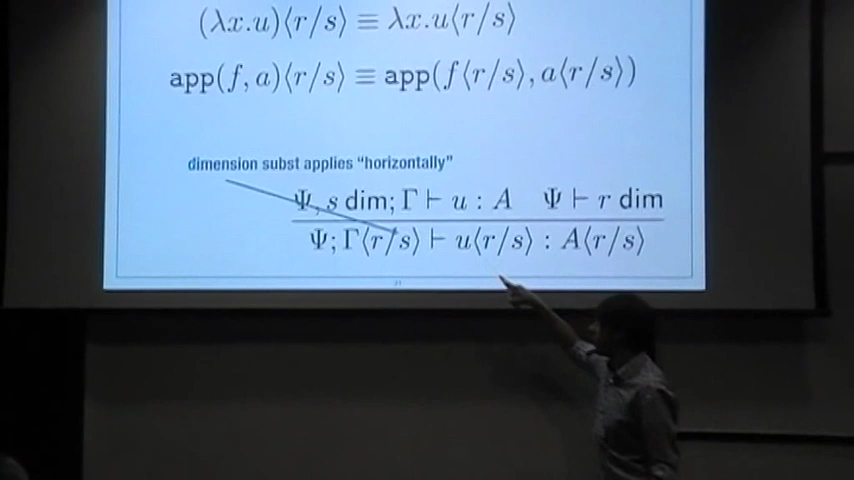 (λx.u)⟨r/s⟩ ≡ λx.u⟨r/s⟩
app(f, a)⟨r/s⟩ ≡ app(f⟨r/s⟩, a⟨r/s⟩)
dimension subst applies "horizontally"
Ψ, s dim; Γ ⊢ u : A Ψ ⊢ r dim
Ψ; Γ⟨r/s⟩ ⊢ u⟨r/s⟩ : A⟨r/s⟩